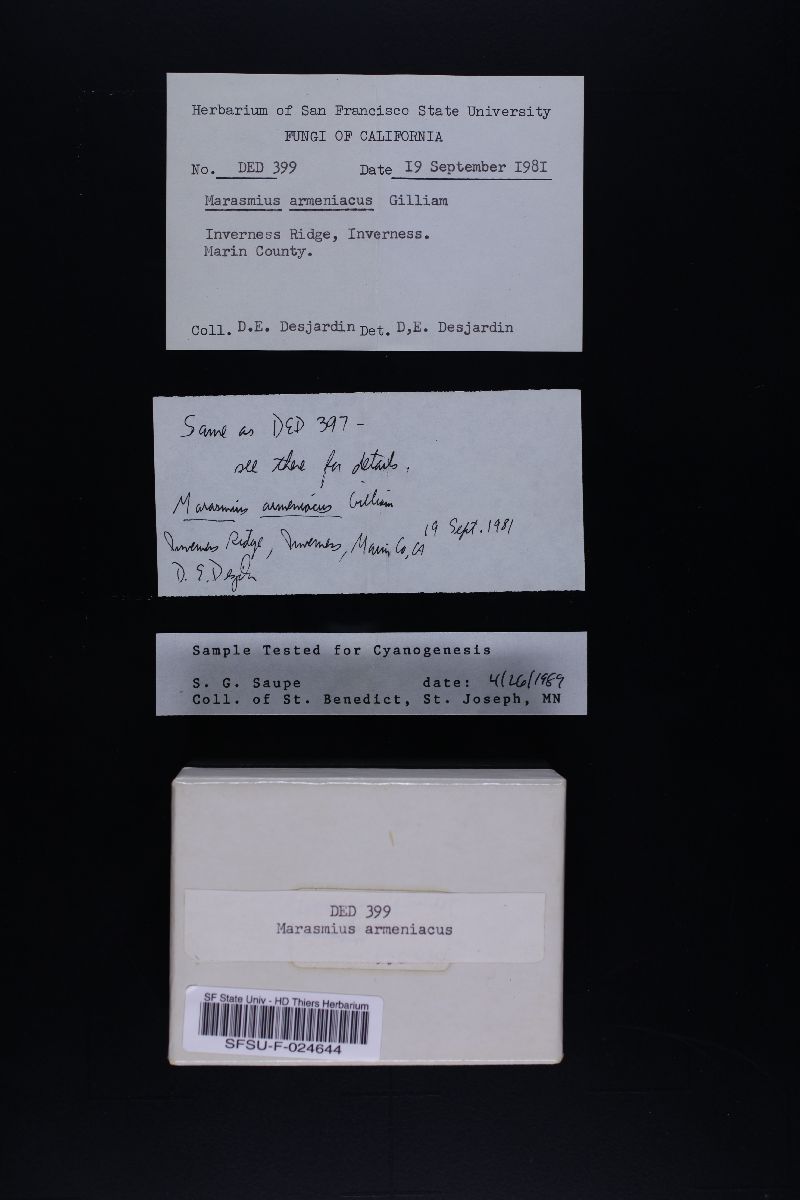 Herbarium of San Francisco State University
FUNGI OF CALIFORNIA
No. DED 399 Date 19 September 1981
Marasmius armeniacus Gilliam
Inverness Ridge, Inverness.
Marin County.
Coll. D.E. Desjardin Det. D,E. Desjardin
Same as DED 397 -
see there for details.
Marasmius armeniacus Gilliam
Inverness Ridge, Inverness, Marin Co, CA 19 Sept. 1981
D. E. Desjardin
Sample Tested for Cyanogenesis
S. G. Saupe date: 4/26/1989
Coll. of St. Benedict, St. Joseph, MN
DED 399
Marasmius armeniacus
SF State Univ - HD Thiers Herbarium
SFSU-F-024644